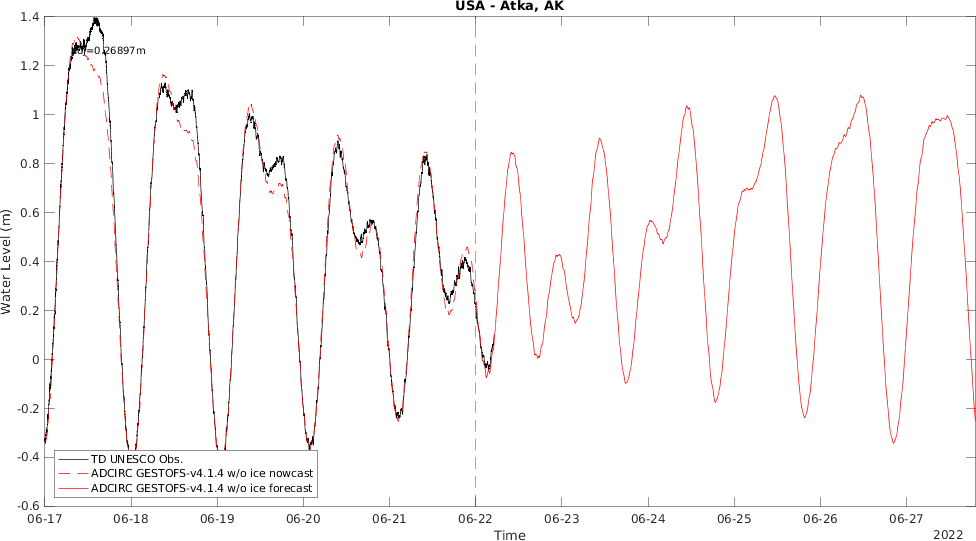 USA - Atka, AK
=0.26897m
Water Level (m)
1.4
1.2
1
0.8
0.6
0.4
0.2
0
-0.2
-0.4
-0.6
TD UNESCO Obs.
ADCIRC GESTOFS-v4.1.4 w/o ice nowcast
ADCIRC GESTOFS-v4.1.4 w/o ice forecast
06-17 06-18 06-19 06-20 06-21 06-22 06-23 06-24 06-25 06-26 06-27
Time
2022